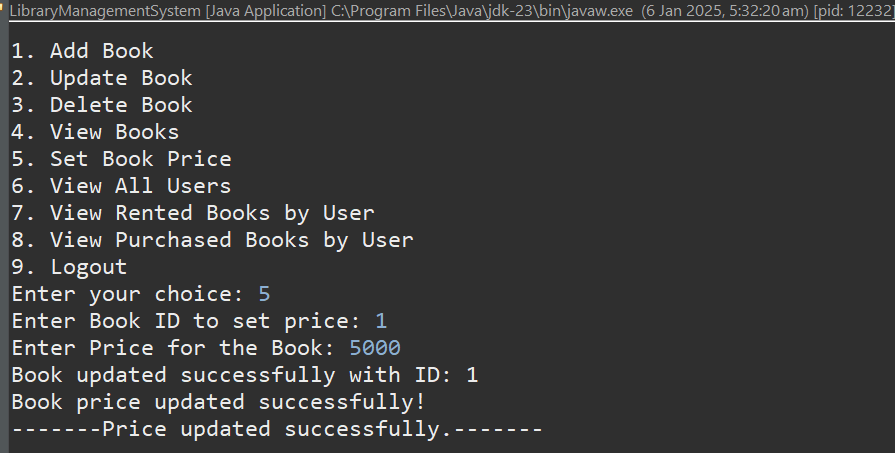 LibraryManagementSystem [Java Application] C:\Program Files\Java\jdk-23\bin\javaw.exe (6 Jan 2025, 5:32:20 am) [pid: 12232]
1. Add Book
2. Update Book
3. Delete Book
4. View Books
5. Set Book Price
6. View All Users
7. View Rented Books by User
8. View Purchased Books by User
9. Logout
Enter your choice: 5
Enter Book ID to set price: 1
Enter Price for the Book: 5000
Book updated successfully with ID: 1
Book price updated successfully!
-------Price updated successfully.-------